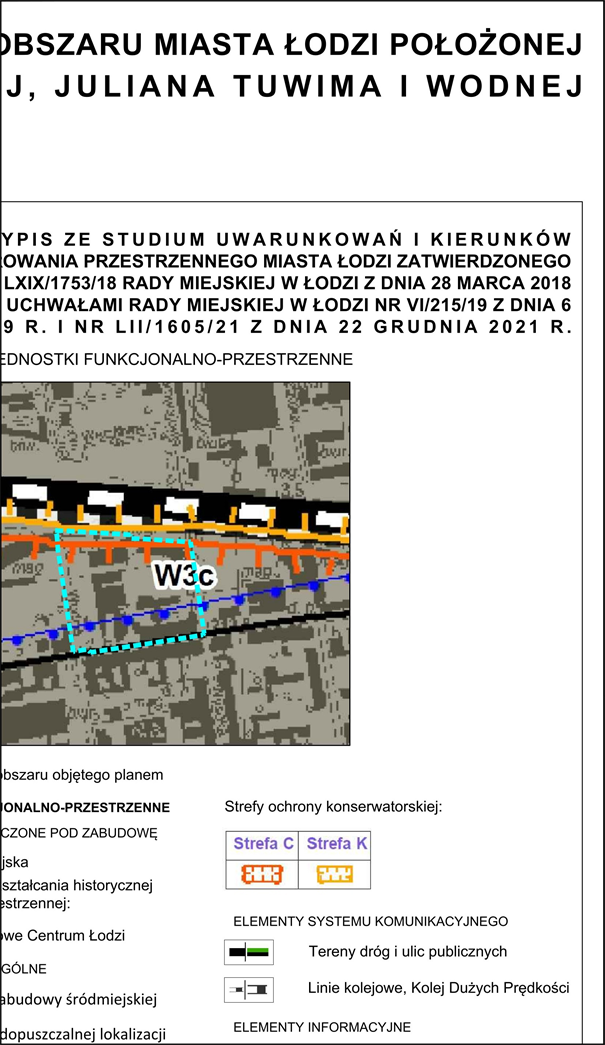 OBSZARU MIASTA ŁODZI POŁOŻONEJ
J, JULIANA TUWIMA I WODNEJ
YPIS ZE STUDIUM UWARUNKOWAŃ I KIERUNKÓW
ROWANIA PRZESTRZENNEGO MIASTA ŁODZI ZATWIERDZONEGO
LXIX/1753/18 RADY MIEJSKIEJ W ŁODZI Z DNIA 28 MARCA 2018
UCHWAŁAMI RADY MIEJSKIEJ W ŁODZI NR VI/215/19 Z DNIA 6
9 R. I NR LII/1605/21 Z DNIA 22 GRUDNIA 2021 R.
EDNOSTKI FUNKCJONALNO-PRZESTRZENNE
W3c
obszaru objętego planem
JONALNO-PRZESTRZENNE
CZONE POD ZABUDOWĘ
jska
ształcania historycznej
estrzennej:
owe Centrum Łodzi
GÓLNE
abudowy śródmiejskiej
dopuszczalnej lokalizacji
Strefy ochrony konserwatorskiej:
Strefa C Strefa K
ELEMENTY SYSTEMU KOMUNIKACYJNEGO
Tereny dróg i ulic publicznych
Linie kolejowe, Kolej Dużych Prędkości
ELEMENTY INFORMACYJNE